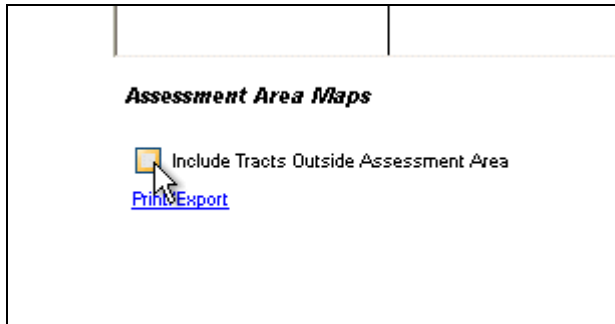 Assessment Area Maps
Include Tracts Outside Assessment Area
Print/Export